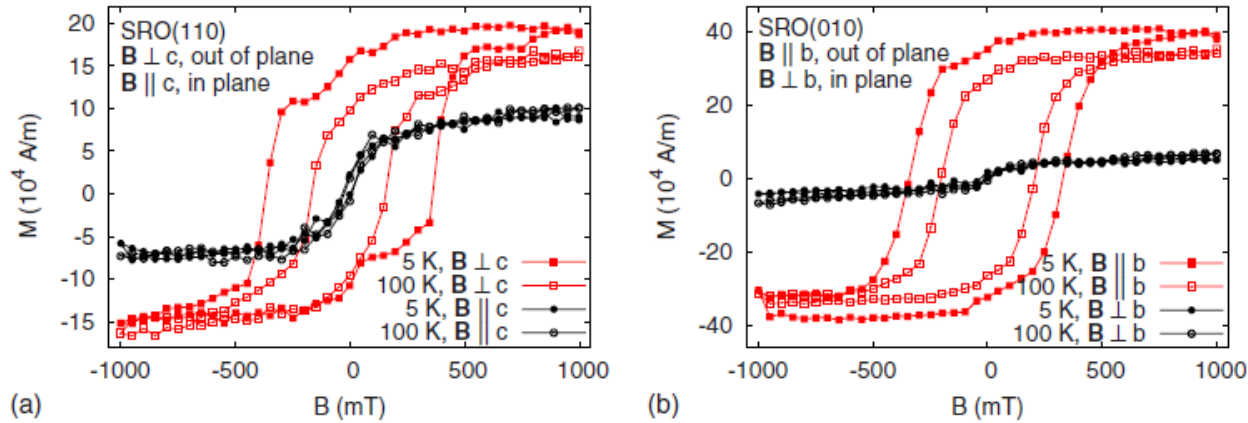 SRO(110)
B ⊥ c, out of plane
B || c, in plane
20
15
10
5
0
-5
-10
-15
M (10⁴ A/m)
5 K, B ⊥ c
100 K, B ⊥ c
5 K, B || c
100 K, B || c
-1000 -500 0 500 1000
B (mT)
(a)
SRO(010)
B || b, out of plane
B ⊥ b, in plane
40
20
0
-20
-40
M (10⁴ A/m)
5 K, B || b
100 K, B || b
5 K, B ⊥ b
100 K, B ⊥ b
-1000 -500 0 500 1000
B (mT)
(b)